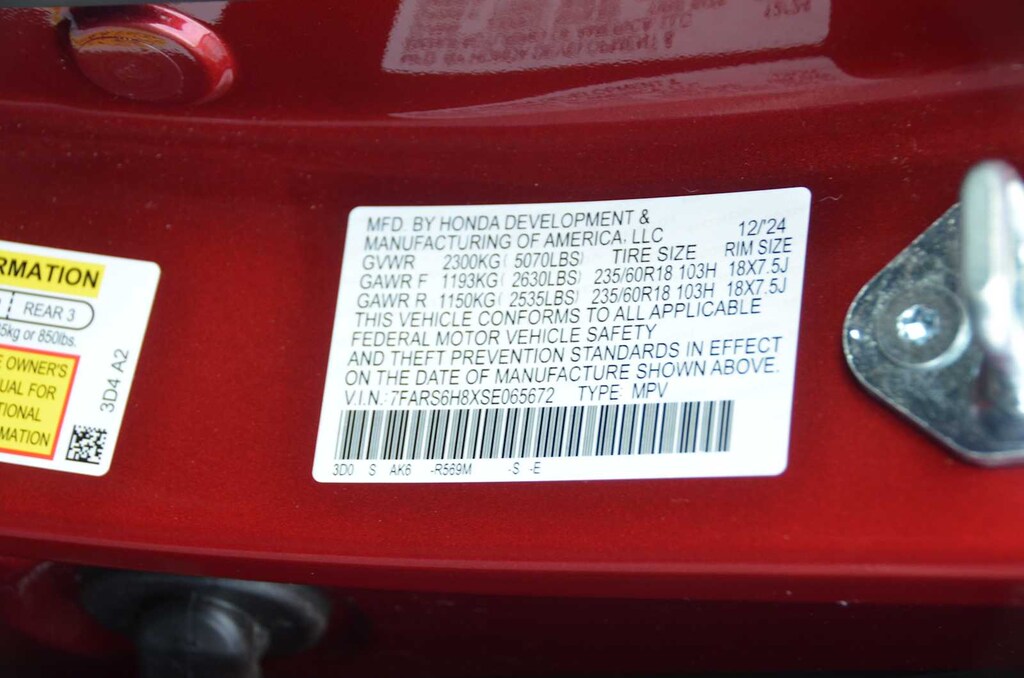 MFD. BY HONDA DEVELOPMENT &
MANUFACTURING OF AMERICA, LLC 12/'24
GVWR 2300KG( 5070LBS) TIRE SIZE RIM SIZE
GAWR F 1193KG( 2630LBS) 235/60R18 103H 18X7.5J
GAWR R 1150KG( 2535LBS) 235/60R18 103H 18X7.5J
THIS VEHICLE CONFORMS TO ALL APPLICABLE
FEDERAL MOTOR VEHICLE SAFETY
AND THEFT PREVENTION STANDARDS IN EFFECT
ON THE DATE OF MANUFACTURE SHOWN ABOVE.
V.I.N.:7FARS6H8XSE065672 TYPE: MPV
3D0 S AK6 -R569M -S -E
RMATION
REAR 3
5kg or 850lbs.
OWNER'S
UAL FOR
TIONAL
MATION
3D4 A2